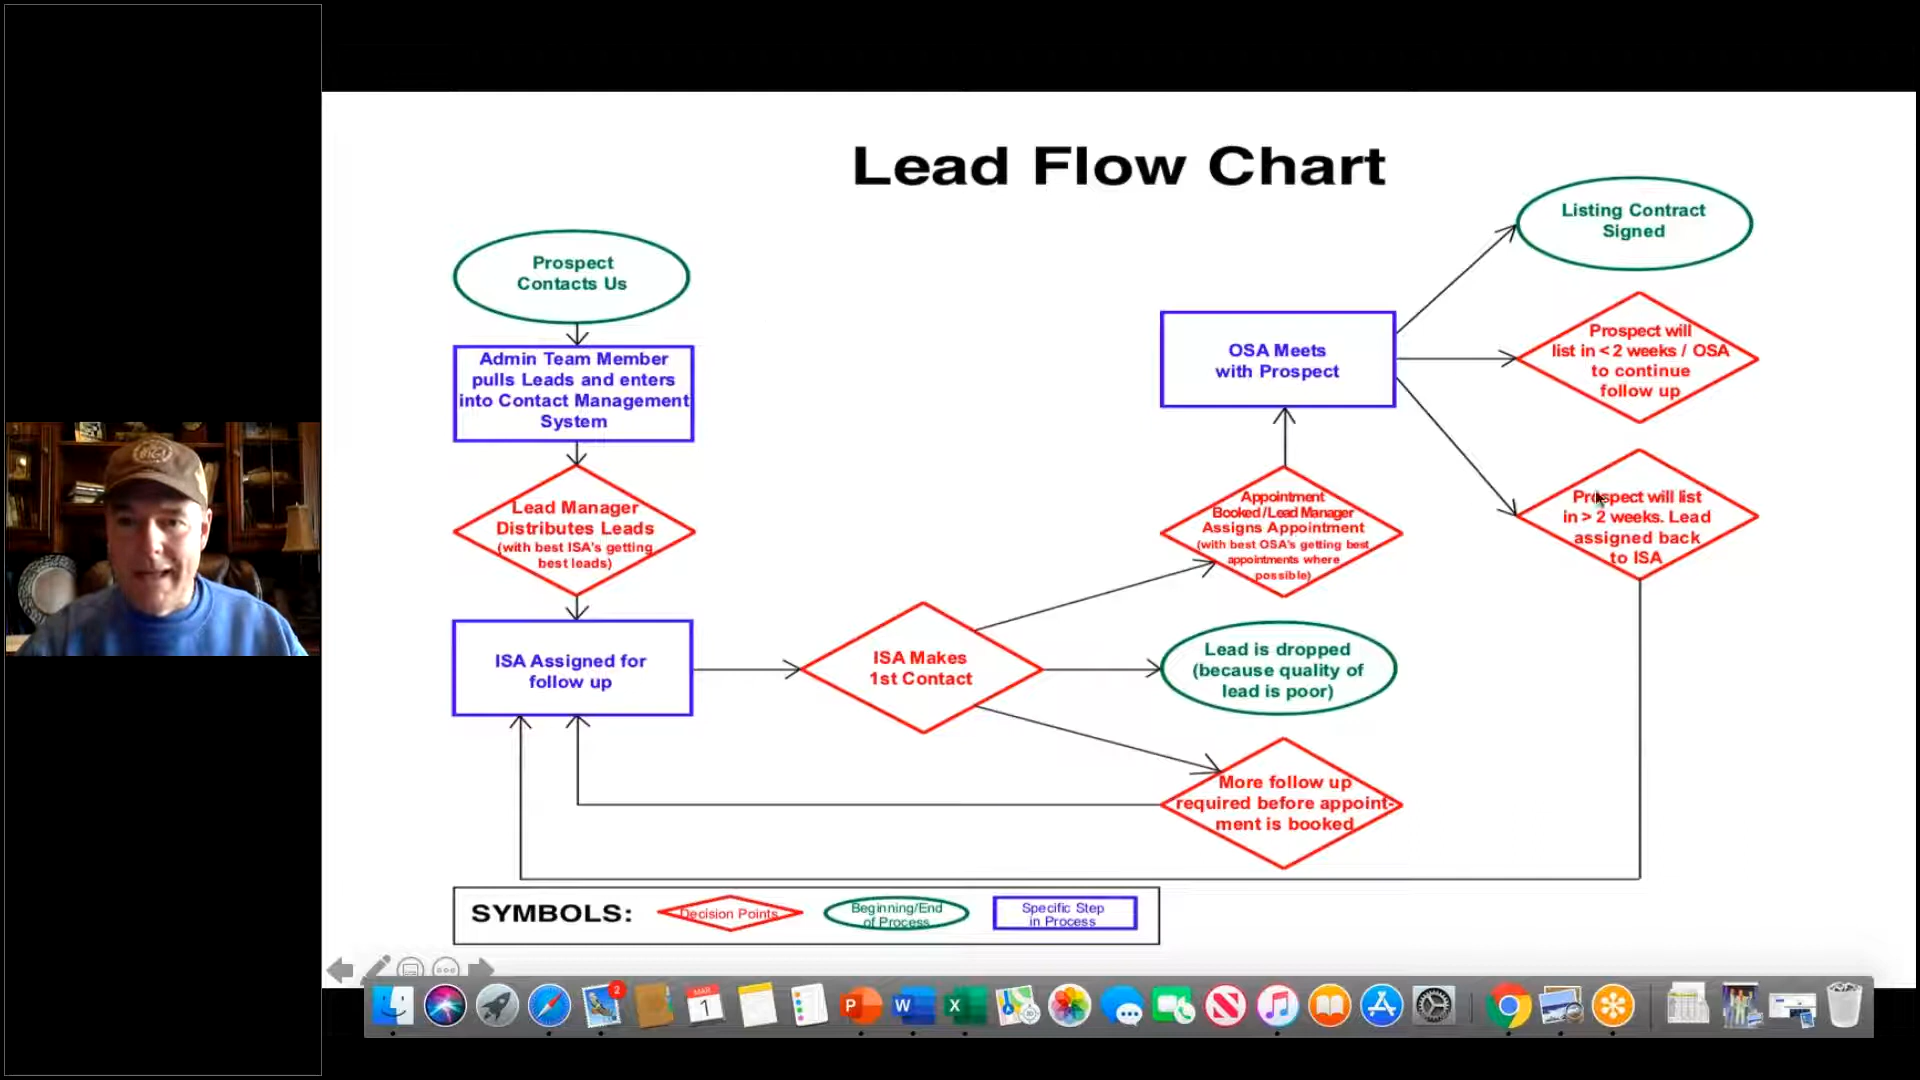 Lead Flow Chart
Prospect
Contacts Us
Admin Team Member
pulls Leads and enters
into Contact Management
System
Lead Manager
Distributes Leads
(with best ISA's getting
best leads)
ISA Assigned for
follow up
ISA Makes
1st Contact
Appointment
Booked/Lead Manager
Assigns Appointment
(with best OSA's getting best
appointments where
possible)
Lead is dropped
(because quality of
lead is poor)
More follow up
required before appoint-
ment is booked
OSA Meets
with Prospect
Listing Contract
Signed
Prospect will
list in < 2 weeks / OSA
to continue
follow up
Prospect will list
in > 2 weeks. Lead
assigned back
to ISA
SYMBOLS:
Decision Points
Beginning/End
of Process
Specific Step
in Process
2
MAR
1
P
W
X
N